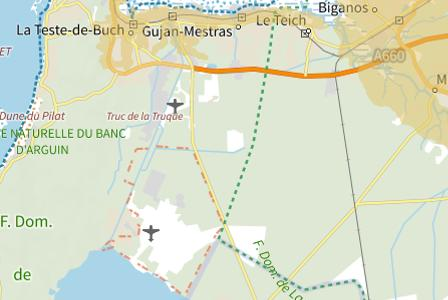 Biganos
Le Teich
La Teste-de-Buch
Gujan-Mestras
A660
Dune du Pilat
Truc de la Truque
NATURELLE DU BANC
D'ARGUIN
F. Dom.
F. Dom. de
de